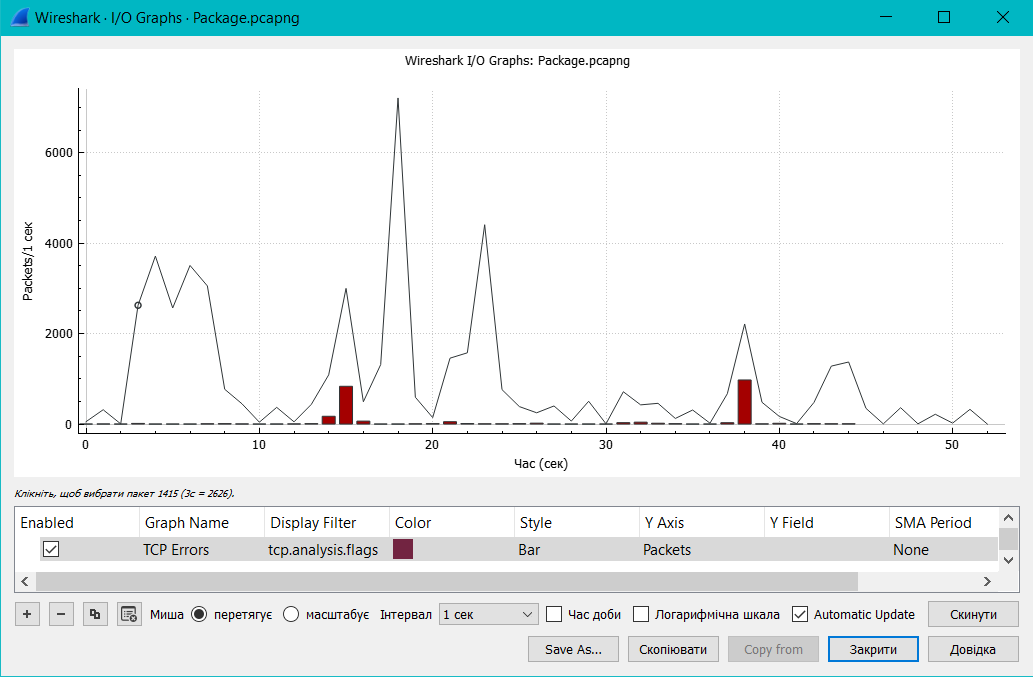 Wireshark · I/O Graphs · Package.pcapng
Wireshark I/O Graphs: Package.pcapng
Packets/1 сек
6000
4000
2000
0
0 10 20 30 40 50
Час (сек)
Клікніть, щоб вибрати пакет 1415 (3с = 2626).
Enabled Graph Name Display Filter Color Style Y Axis Y Field SMA Period
TCP Errors tcp.analysis.flags Bar Packets None
+ − Миша перетягує масштабує Інтервал 1 сек Час доби Логарифмічна шкала Automatic Update Скинути
Save As... Скопіювати Copy from Закрити Довідка